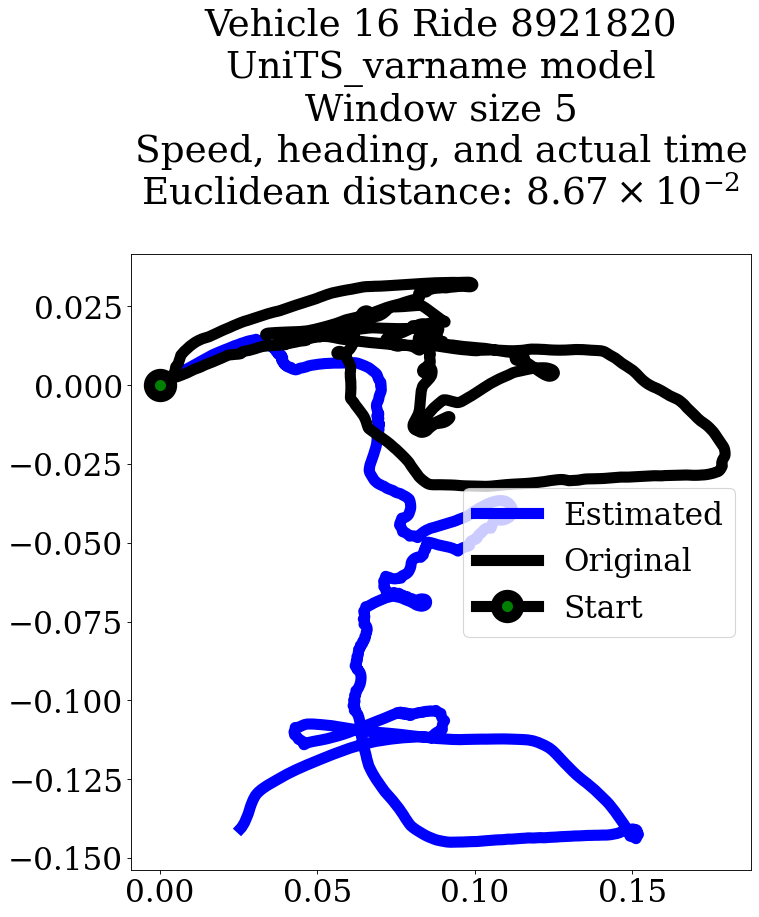 Vehicle 16 Ride 8921820
UniTS_varname model
Window size 5
Speed, heading, and actual time
Euclidean distance: 8.67 × 10⁻²
0.025
0.000
−0.025
−0.050
−0.075
−0.100
−0.125
−0.150
Estimated
Original
Start
0.00 0.05 0.10 0.15